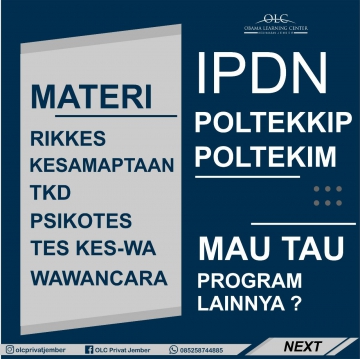 OLC
OBAMA LEARNING CENTER
MATERI
RIKKES
KESAMAPTAAN
TKD
PSIKOTES
TES KES-WA
WAWANCARA
IPDN
POLTEKKIP
POLTEKIM
MAU TAU
PROGRAM
LAINNYA ?
NEXT
olcprivatjember
OLC Privat Jember
085258744885